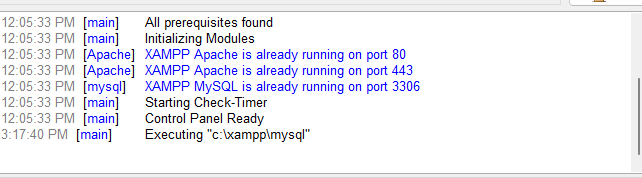 12:05:33 PM [main] All prerequisites found
12:05:33 PM [main] Initializing Modules
12:05:33 PM [Apache] XAMPP Apache is already running on port 80
12:05:33 PM [Apache] XAMPP Apache is already running on port 443
12:05:33 PM [mysql] XAMPP MySQL is already running on port 3306
12:05:33 PM [main] Starting Check-Timer
12:05:33 PM [main] Control Panel Ready
3:17:40 PM [main] Executing "c:\xampp\mysql"